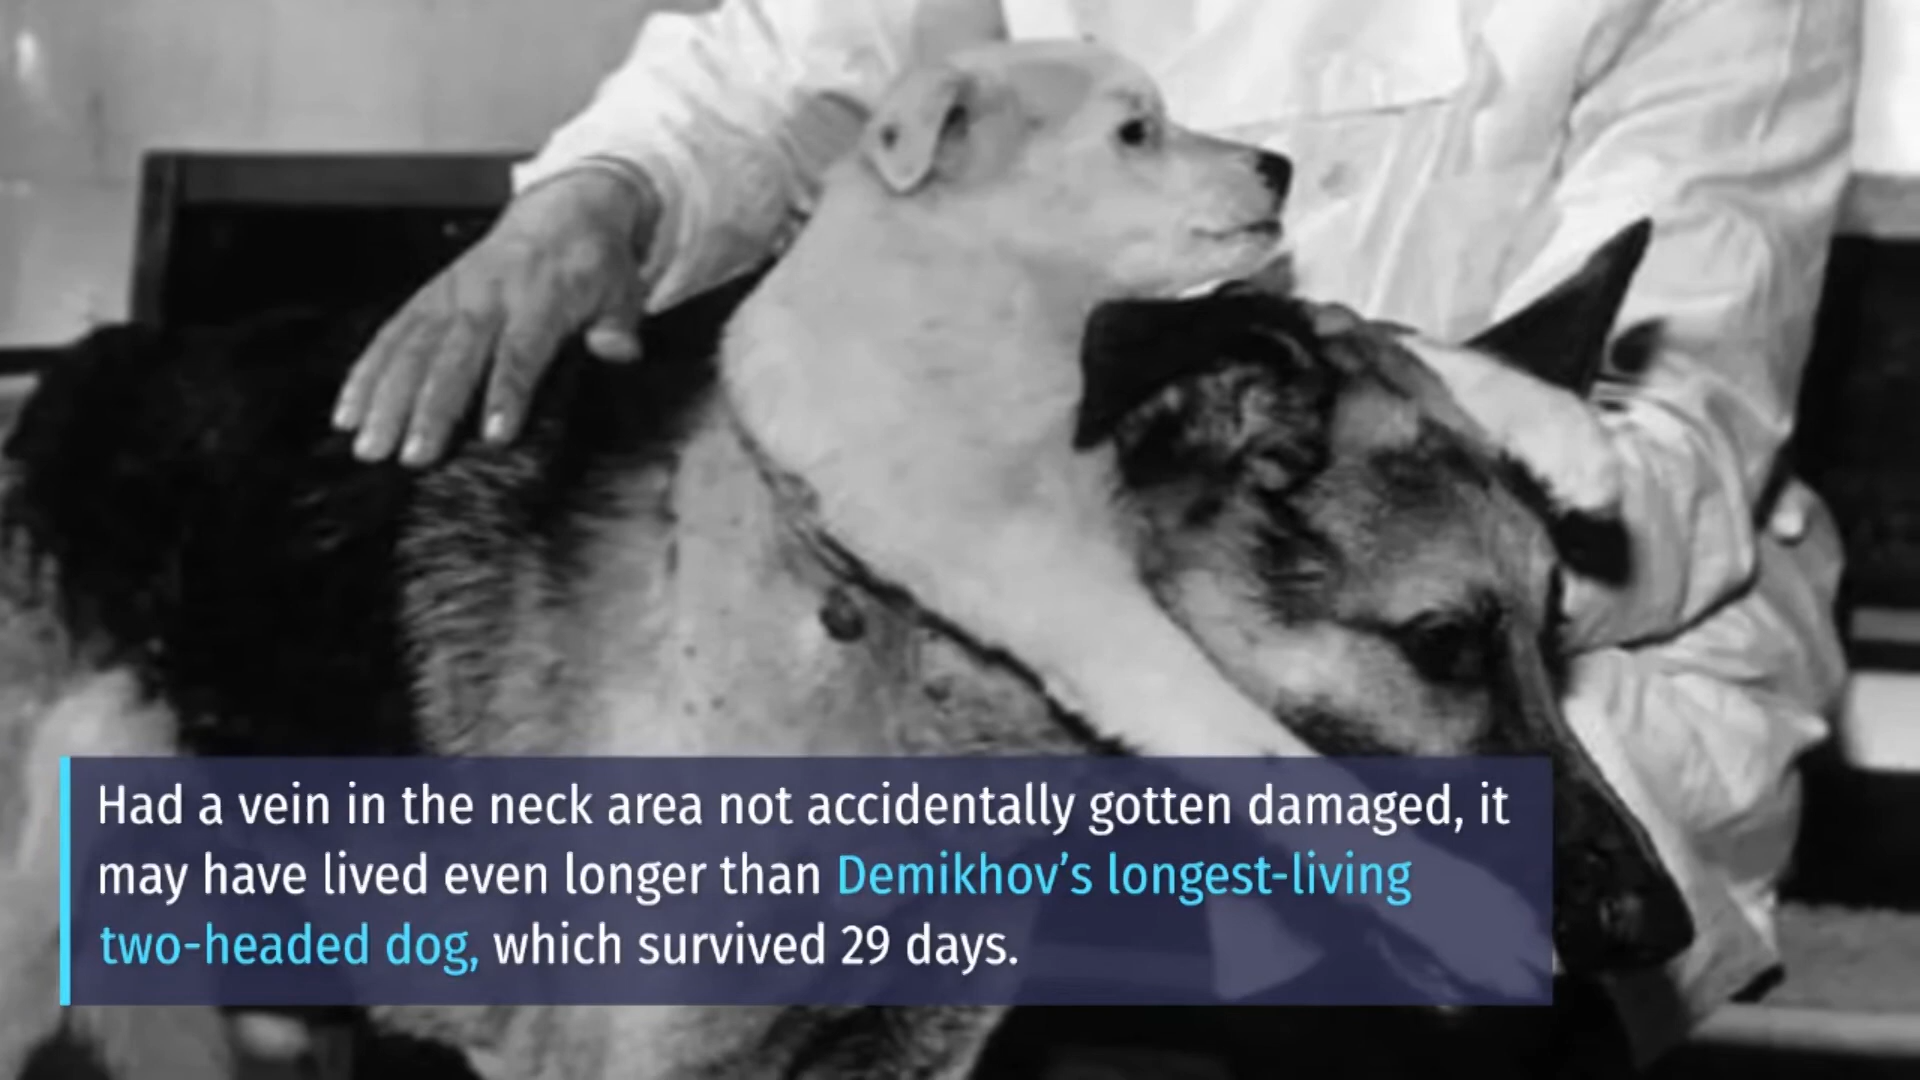 Had a vein in the neck area not accidentally gotten damaged, it
may have lived even longer than Demikhov’s longest-living
two-headed dog, which survived 29 days.